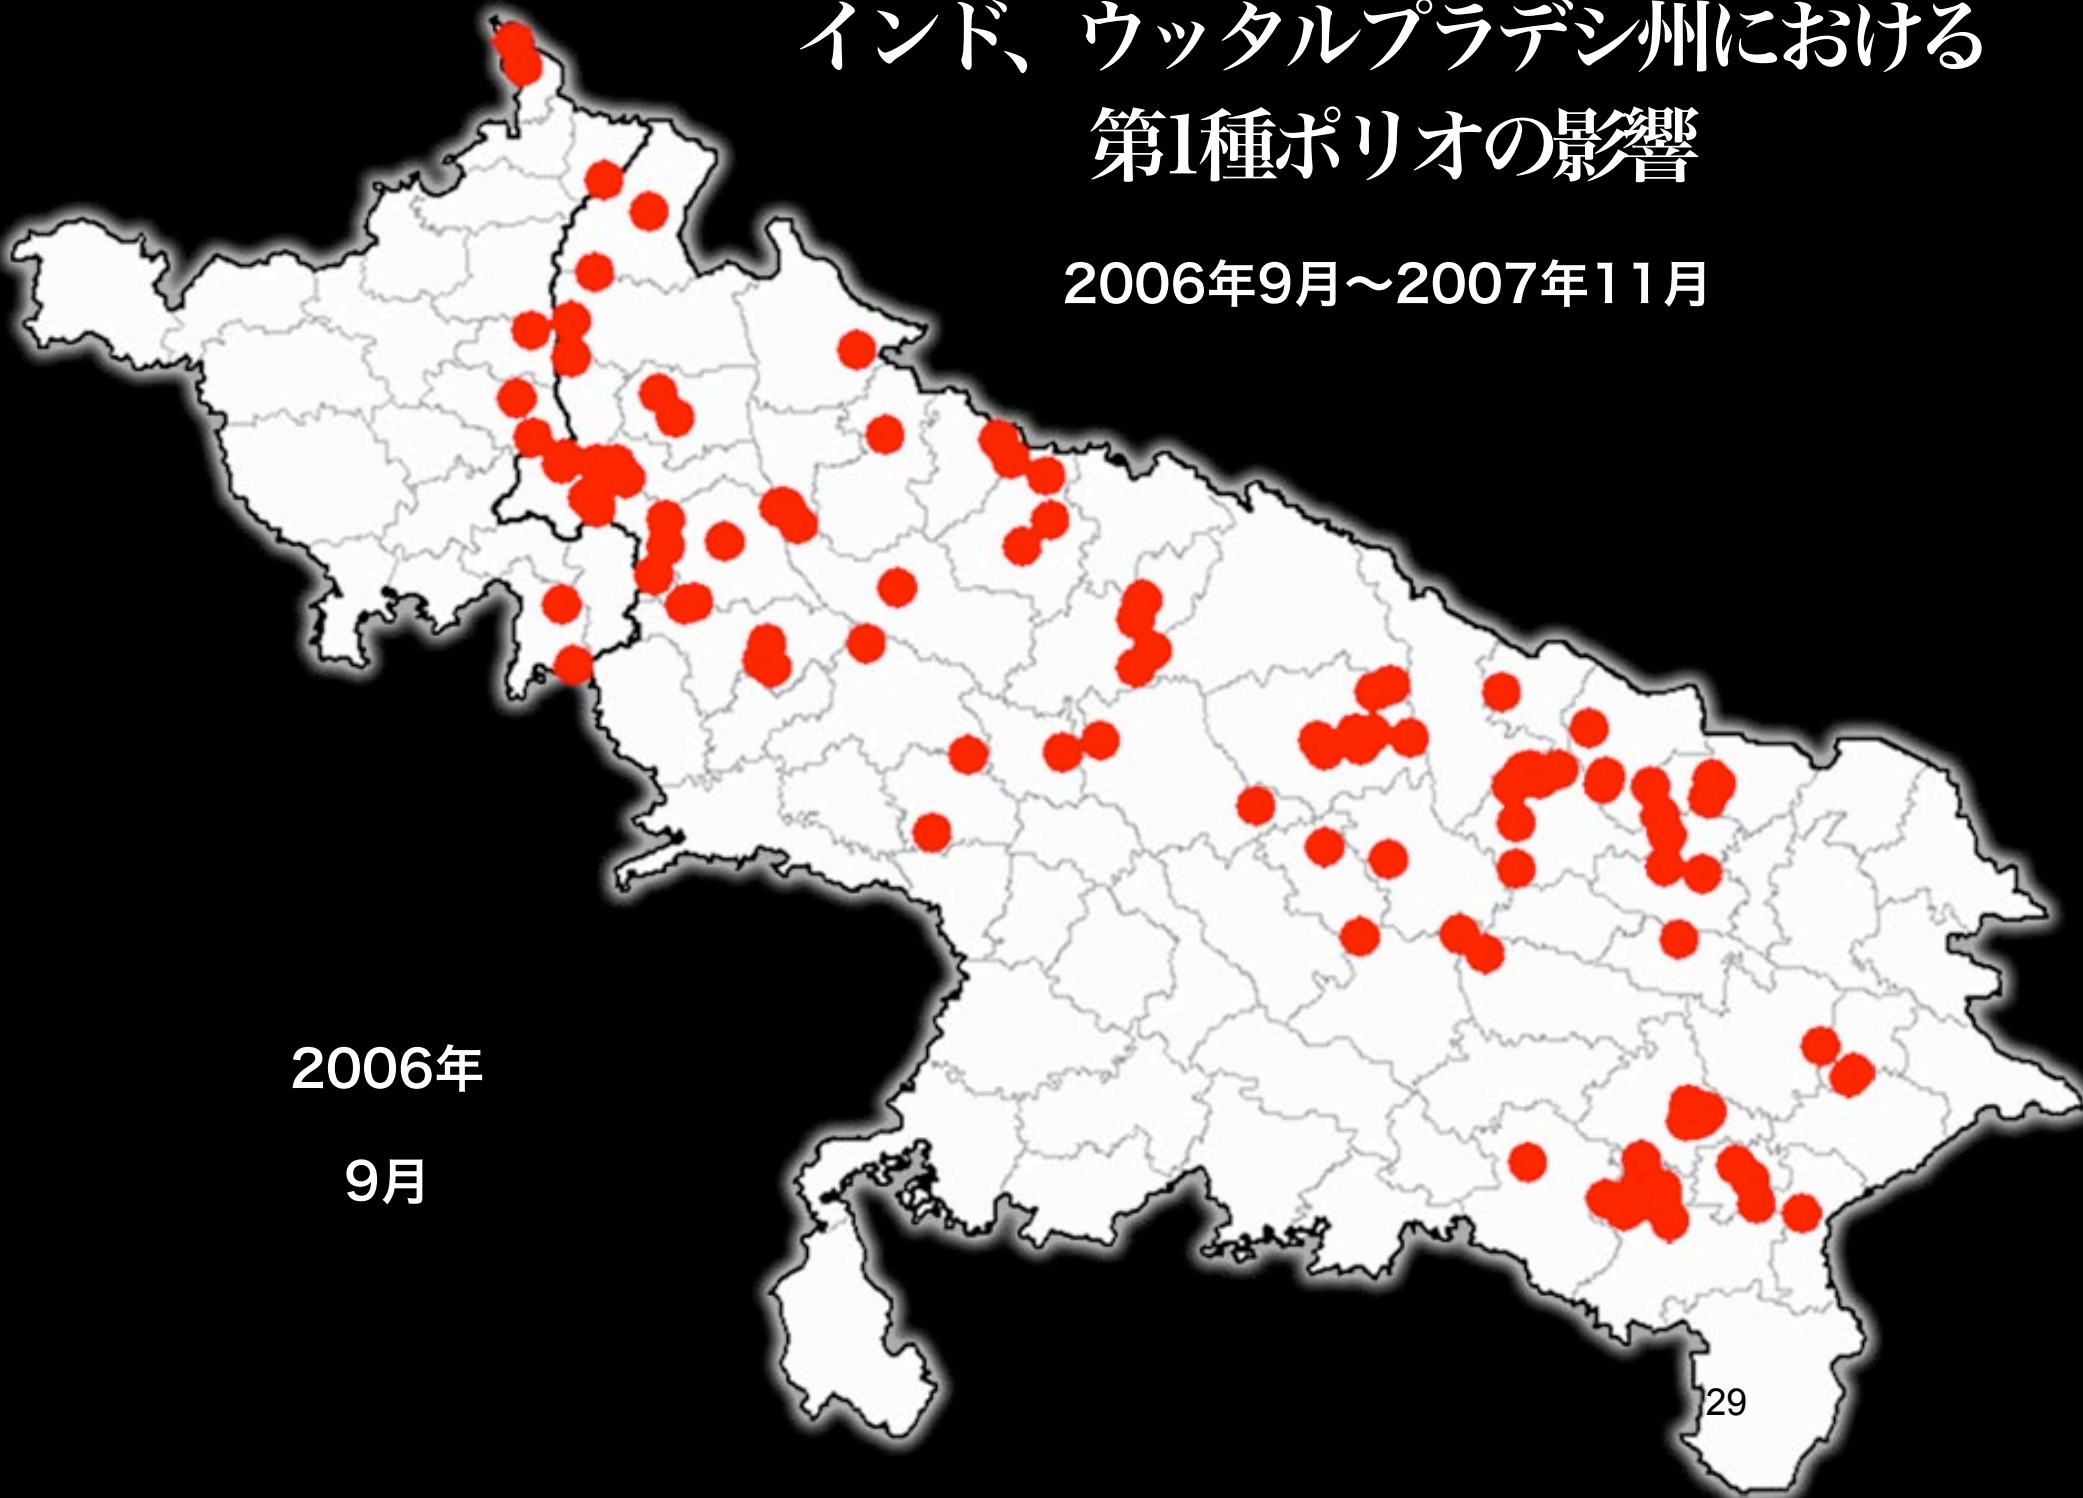 インド、ウッタルプラデシ州における
第1種ポリオの影響
2006年9月～2007年11月
2006年
9月
29